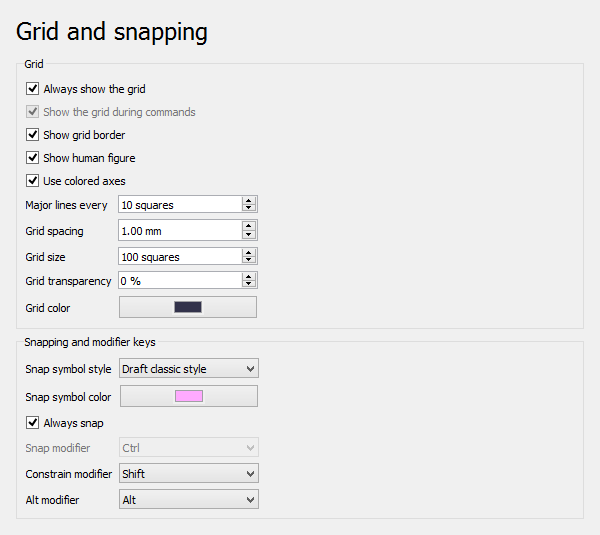 Grid and snapping
Grid
Always show the grid
Show the grid during commands
Show grid border
Show human figure
Use colored axes
Major lines every 10 squares
Grid spacing 1.00 mm
Grid size 100 squares
Grid transparency 0 %
Grid color
Snapping and modifier keys
Snap symbol style Draft classic style
Snap symbol color
Always snap
Snap modifier Ctrl
Constrain modifier Shift
Alt modifier Alt